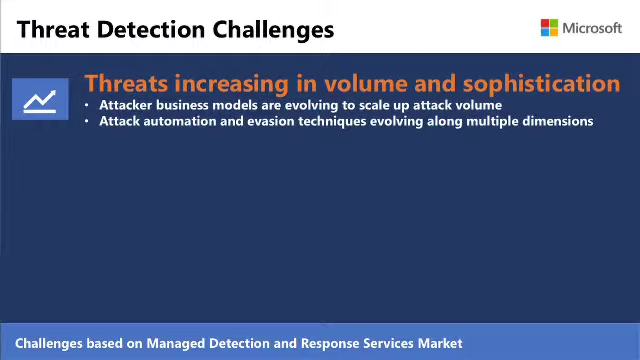 Threat Detection Challenges
Microsoft
Threats increasing in volume and sophistication
• Attacker business models are evolving to scale up attack volume
• Attack automation and evasion techniques evolving along multiple dimensions
Challenges based on Managed Detection and Response Services Market